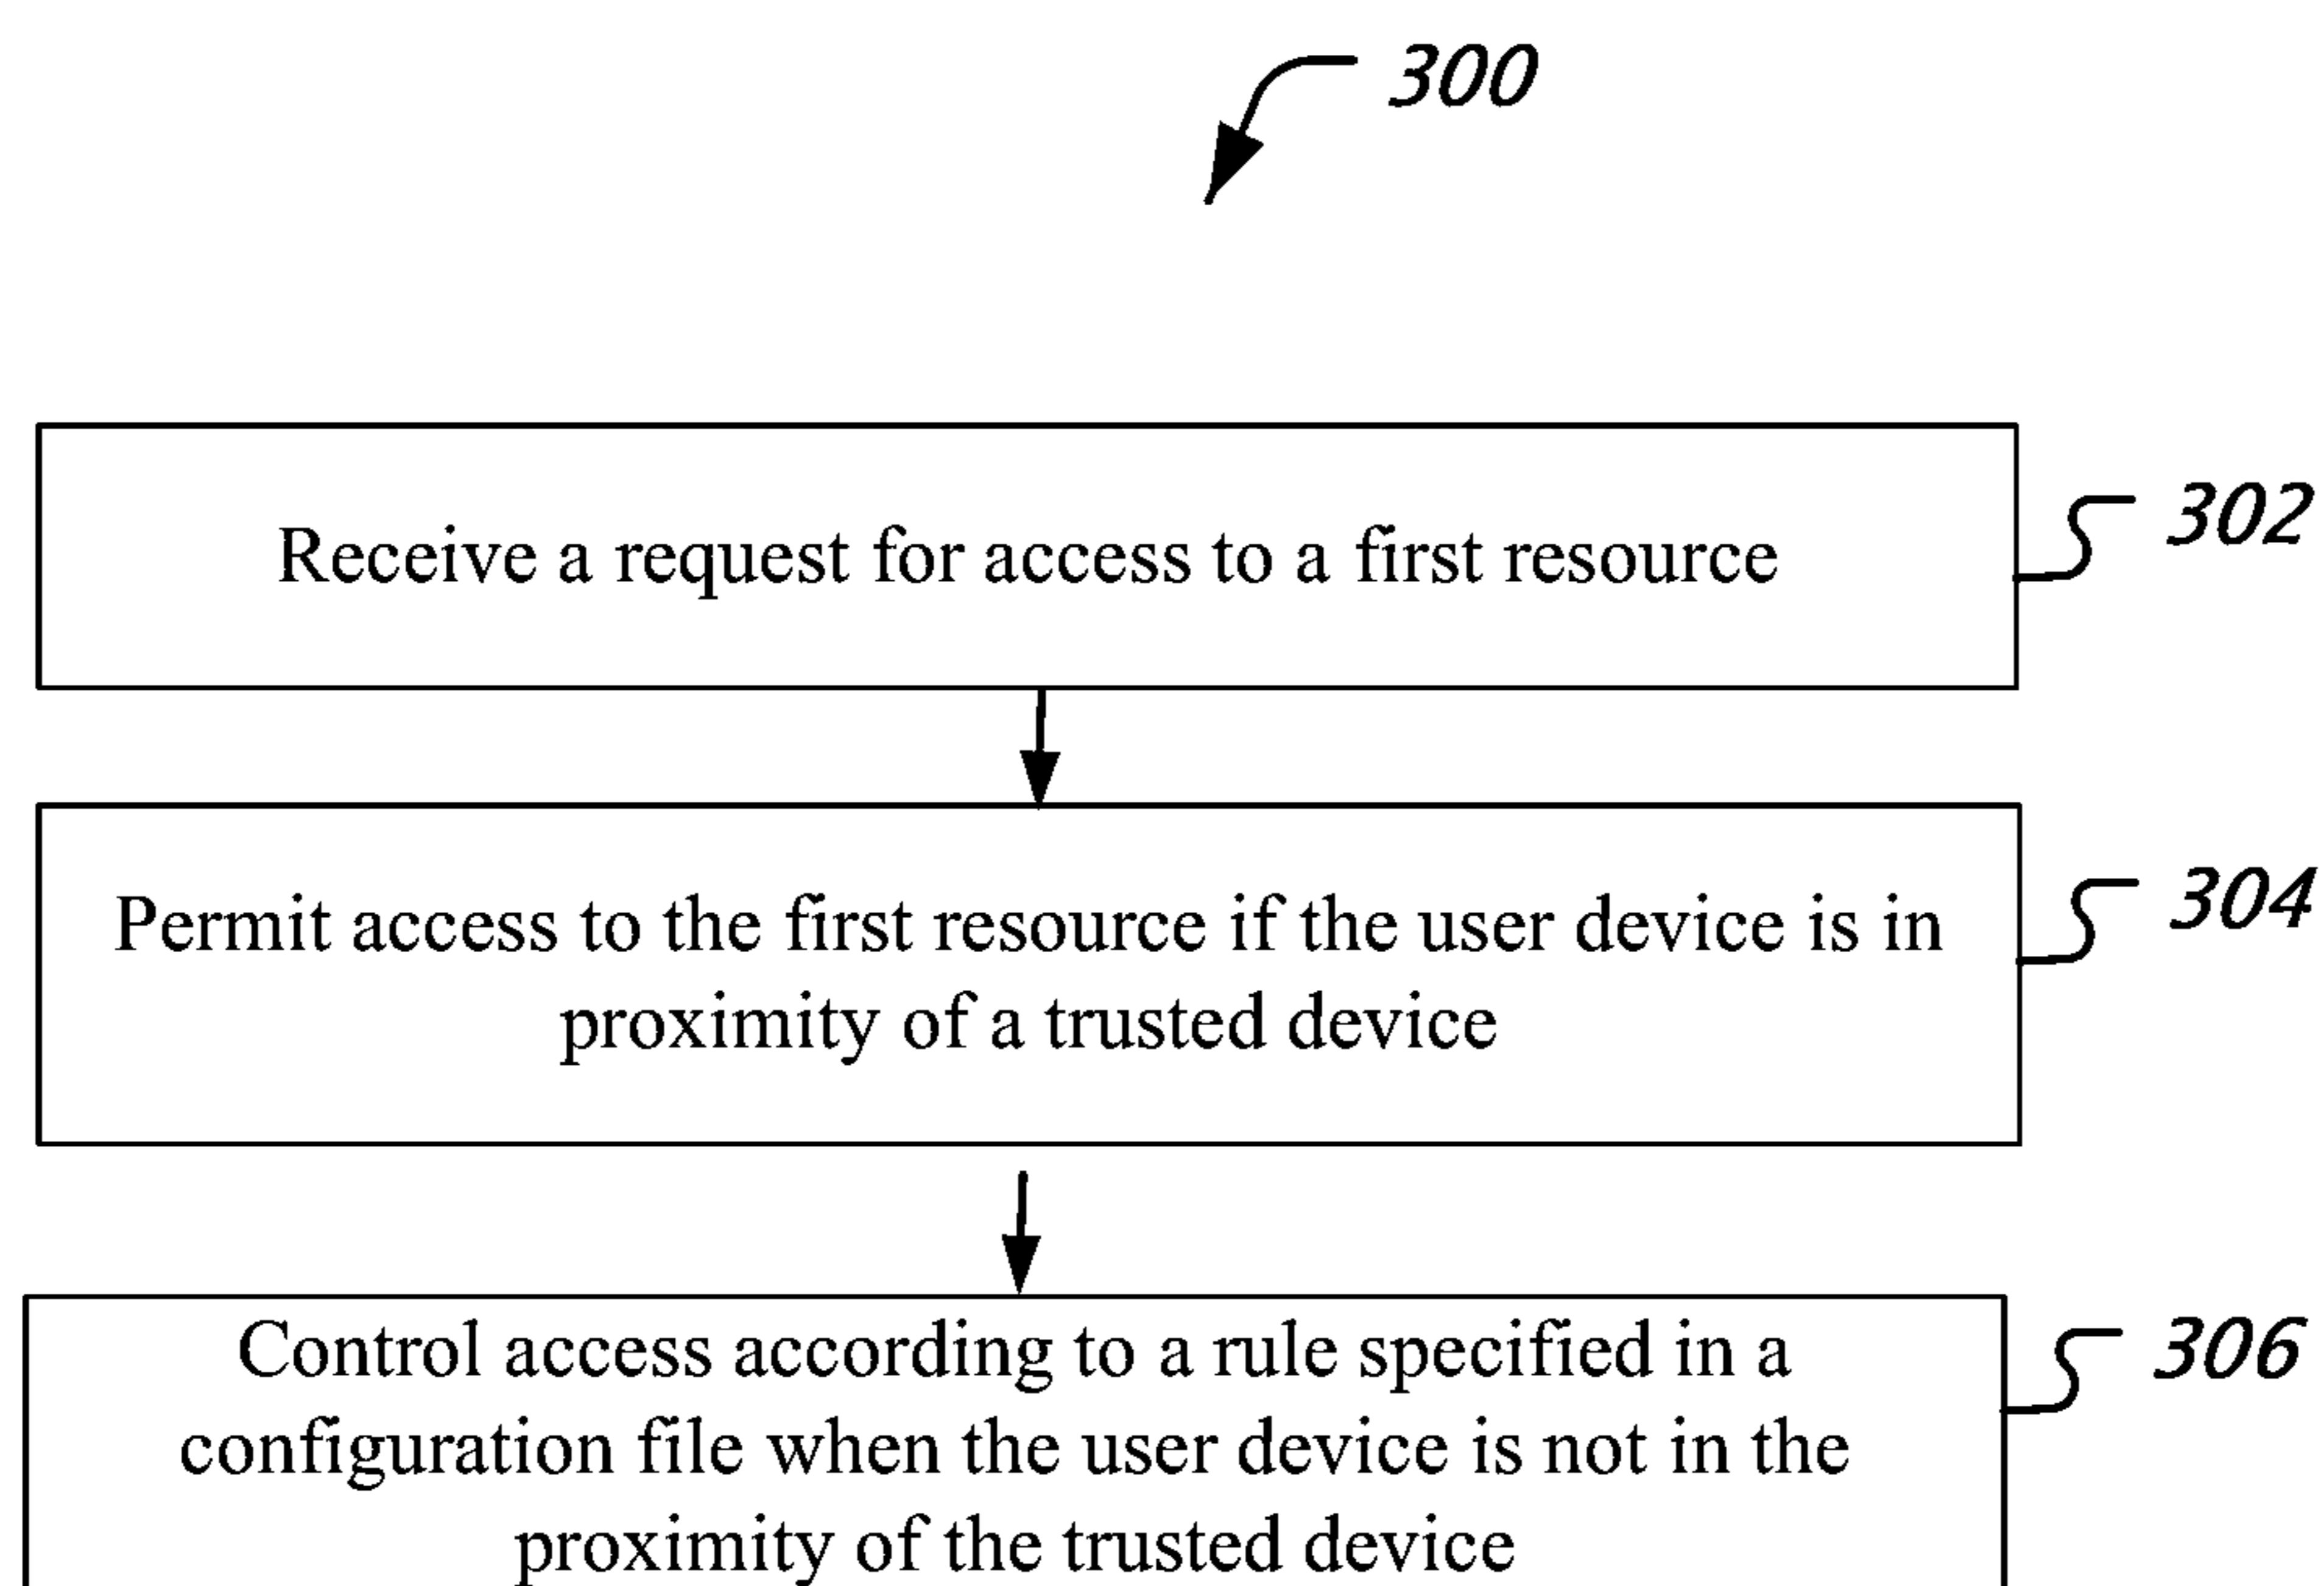 300
Receive a request for access to a first resource
302
Permit access to the first resource if the user device is in
proximity of a trusted device
304
Control access according to a rule specified in a
configuration file when the user device is not in the
proximity of the trusted device
306